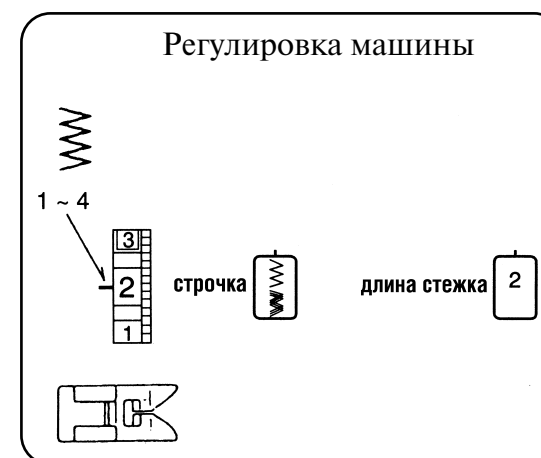 Регулировка машины
1 ~ 4
3
2
1
строчка
длина стежка 2